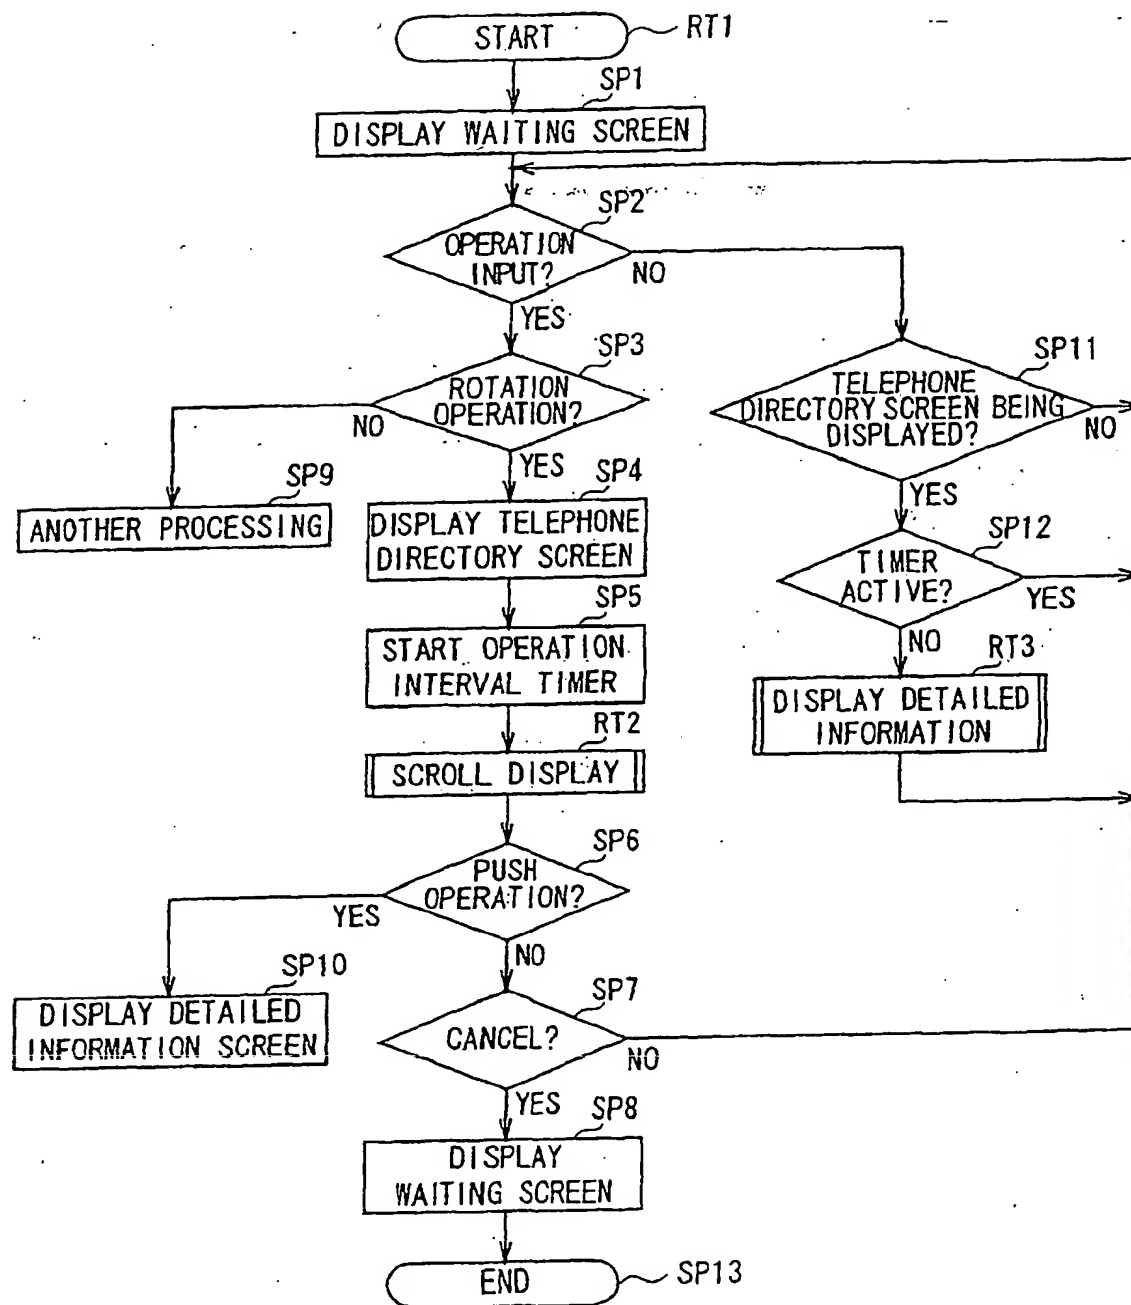 START
RT1
SP1
DISPLAY WAITING SCREEN
SP2
OPERATION
INPUT?
NO
YES
SP3
ROTATION
OPERATION?
NO
YES
SP11
TELEPHONE
DIRECTORY SCREEN BEING
DISPLAYED?
NO
YES
SP9
ANOTHER PROCESSING
SP4
DISPLAY TELEPHONE
DIRECTORY SCREEN
SP12
TIMER
ACTIVE?
YES
NO
SP5
START OPERATION
INTERVAL TIMER
RT3
DISPLAY DETAILED
INFORMATION
RT2
SCROLL DISPLAY
SP6
PUSH
OPERATION?
YES
NO
SP10
DISPLAY DETAILED
INFORMATION SCREEN
SP7
CANCEL?
NO
YES
SP8
DISPLAY
WAITING SCREEN
END
SP13